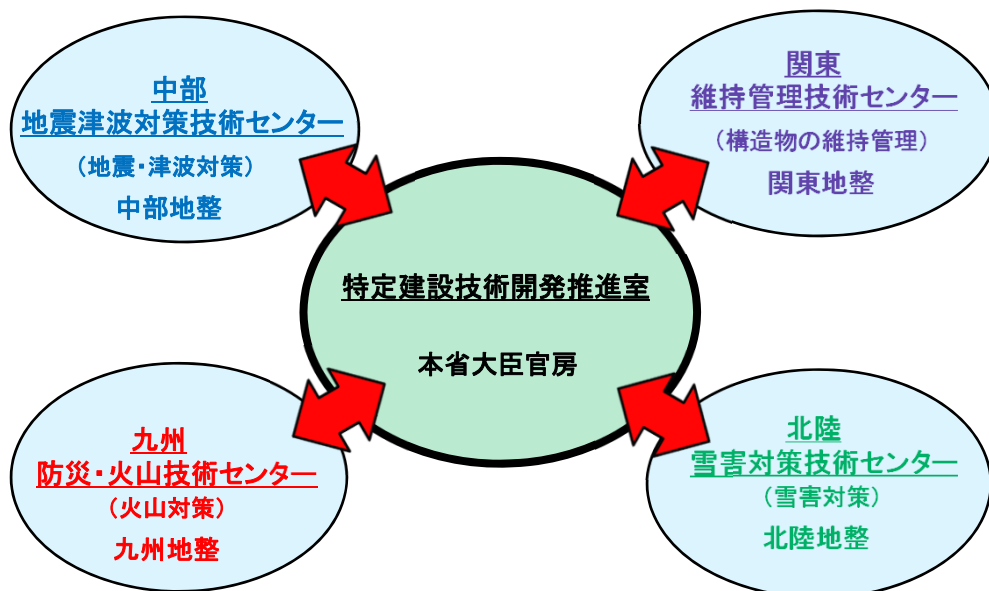 中部
地震津波対策技術センター
（地震・津波対策）
中部地整
関東
維持管理技術センター
（構造物の維持管理）
関東地整
特定建設技術開発推進室
本省大臣官房
九州
防災・火山技術センター
（火山対策）
九州地整
北陸
雪害対策技術センター
（雪害対策）
北陸地整